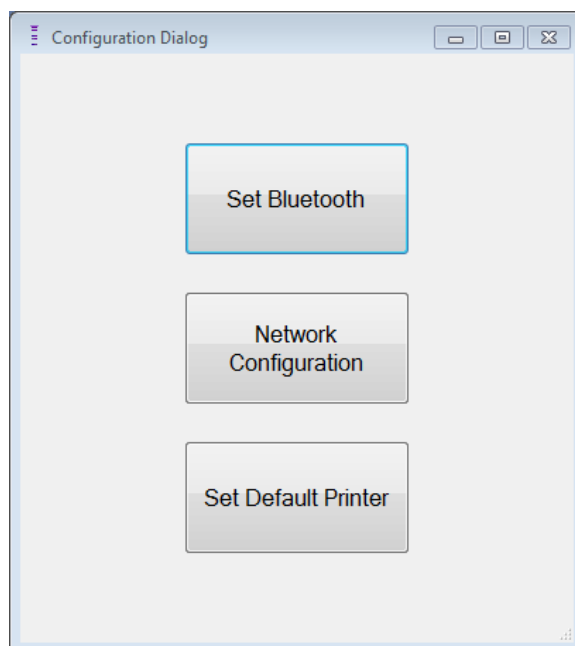 Configuration Dialog
Set Bluetooth
Network
Configuration
Set Default Printer